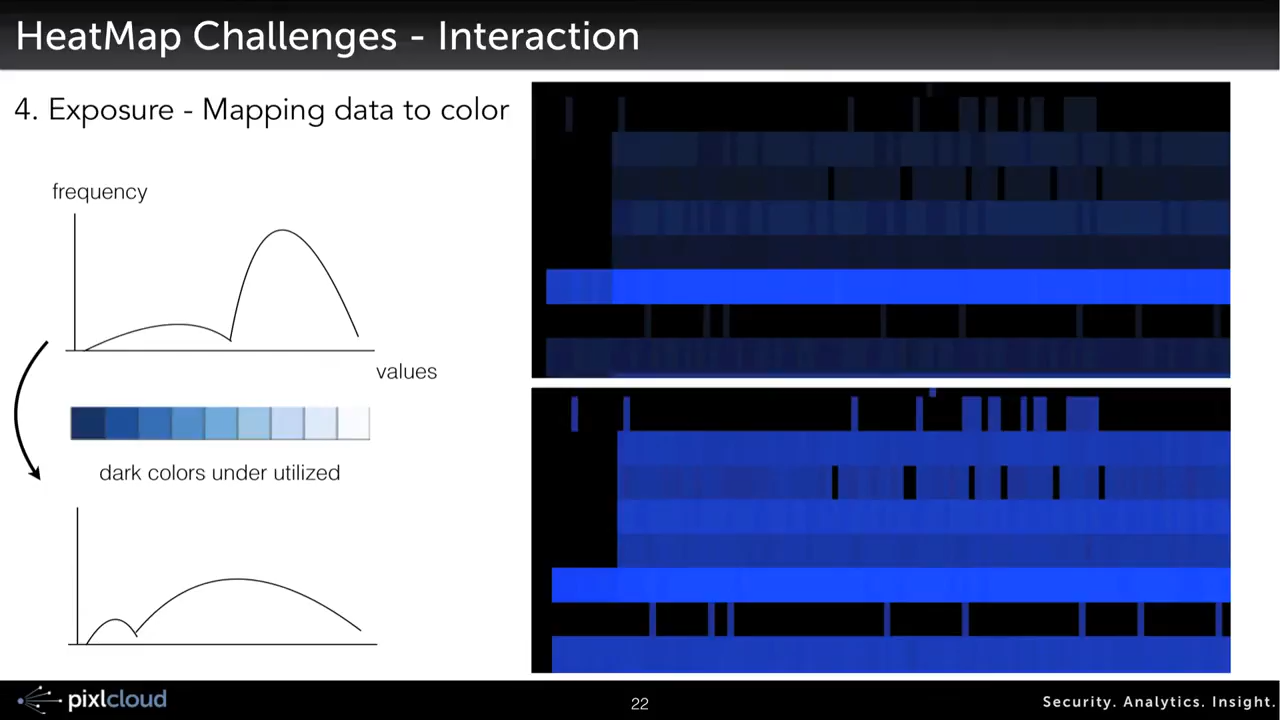 HeatMap Challenges - Interaction
4. Exposure - Mapping data to color
frequency
values
dark colors under utilized
pixlcloud
22
Security. Analytics. Insight.